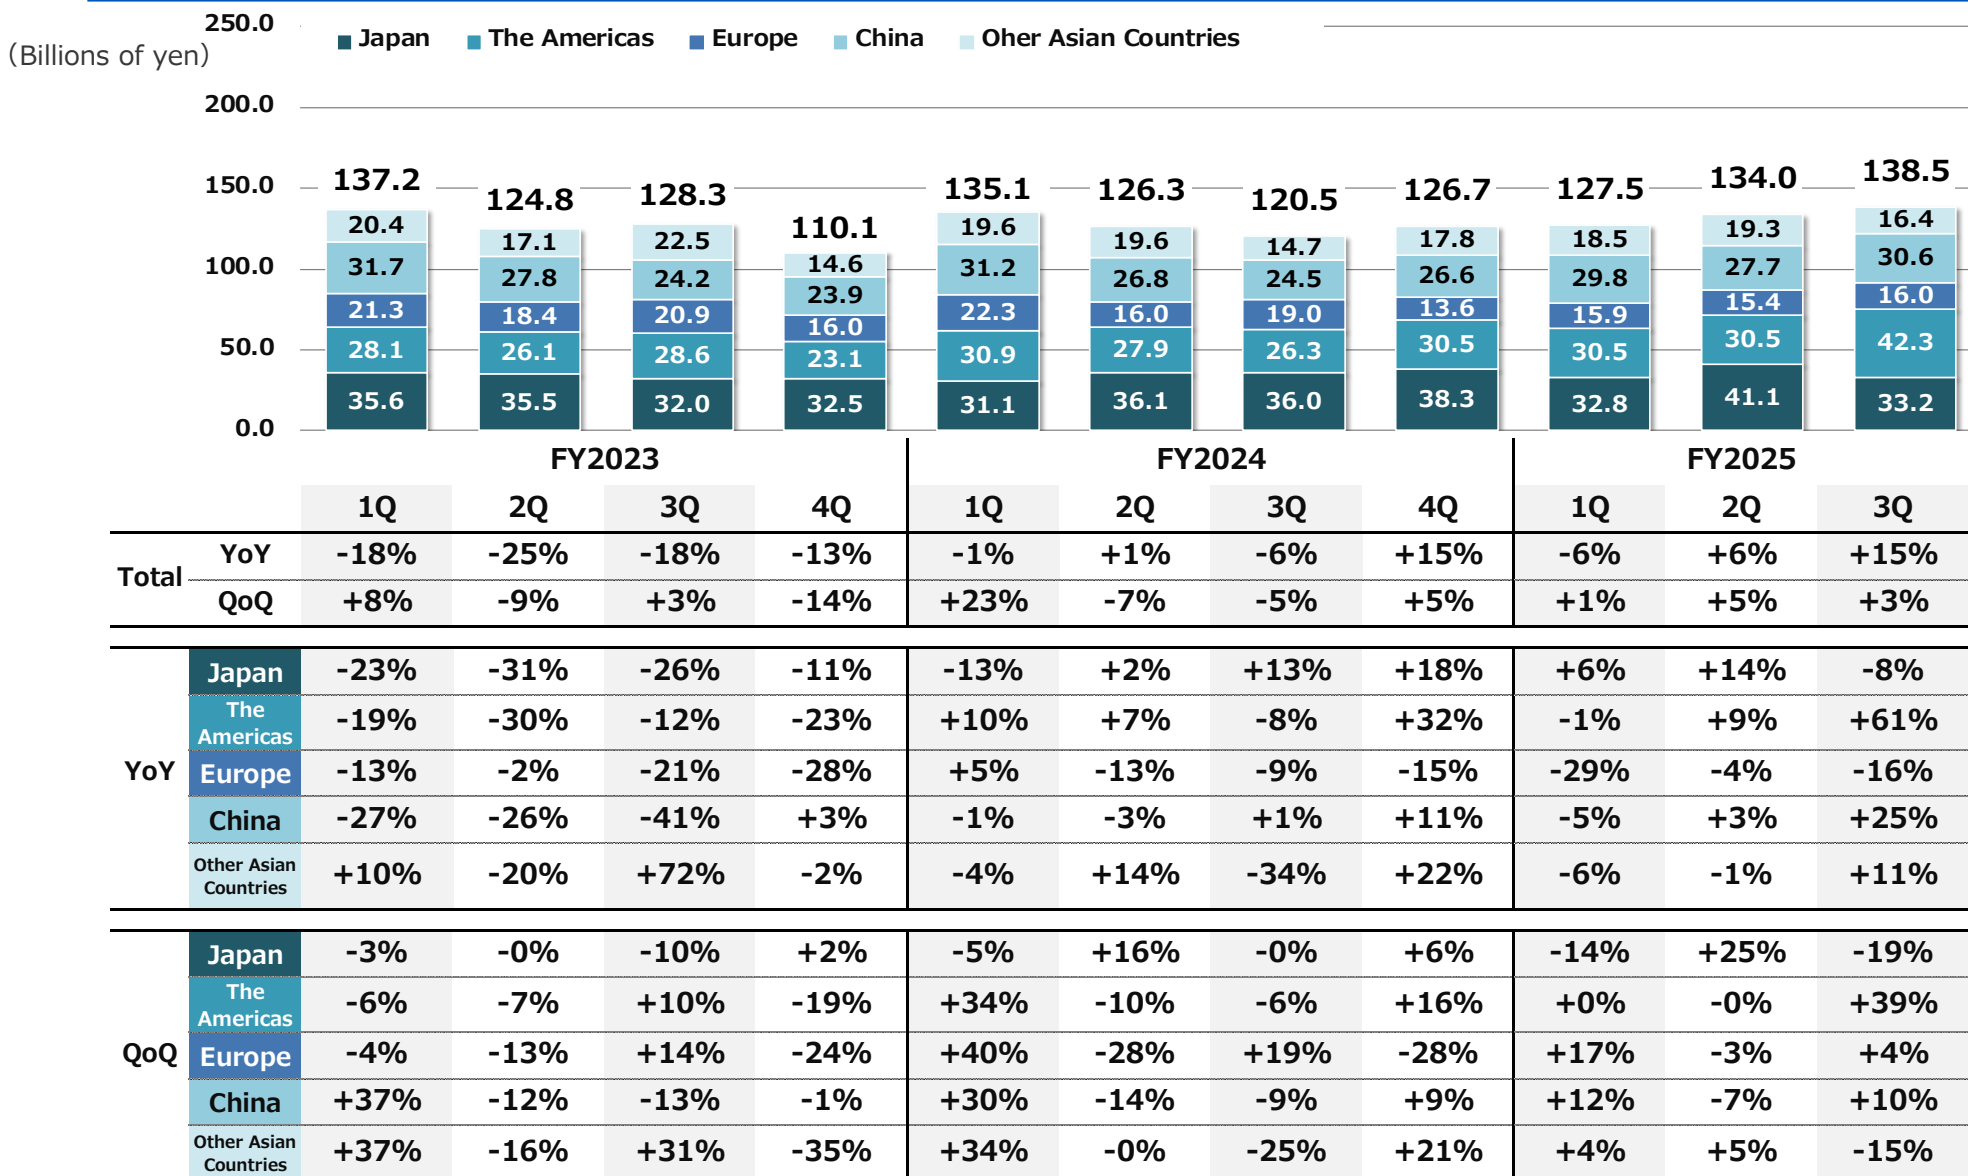 250.0
(Billions of yen)
Japan The Americas Europe China Oher Asian Countries
200.0
150.0
100.0
50.0
0.0
137.2 124.8 128.3 110.1 135.1 126.3 120.5 126.7 127.5 134.0 138.5
20.4 17.1 22.5 14.6 19.6 19.6 14.7 17.8 18.5 19.3 16.4
31.7 27.8 24.2 23.9 31.2 26.8 24.5 26.6 29.8 27.7 30.6
21.3 18.4 20.9 16.0 22.3 16.0 19.0 13.6 15.9 15.4 16.0
28.1 26.1 28.6 23.1 30.9 27.9 26.3 30.5 30.5 30.5 42.3
35.6 35.5 32.0 32.5 31.1 36.1 36.0 38.3 32.8 41.1 33.2
FY2023 FY2024 FY2025
1Q 2Q 3Q 4Q 1Q 2Q 3Q 4Q 1Q 2Q 3Q
Total
YoY -18% -25% -18% -13% -1% +1% -6% +15% -6% +6% +15%
QoQ +8% -9% +3% -14% +23% -7% -5% +5% +1% +5% +3%
YoY
Japan -23% -31% -26% -11% -13% +2% +13% +18% +6% +14% -8%
The
Americas -19% -30% -12% -23% +10% +7% -8% +32% -1% +9% +61%
Europe -13% -2% -21% -28% +5% -13% -9% -15% -29% -4% -16%
China -27% -26% -41% +3% -1% -3% +1% +11% -5% +3% +25%
Other Asian
Countries +10% -20% +72% -2% -4% +14% -34% +22% -6% -1% +11%
QoQ
Japan -3% -0% -10% +2% -5% +16% -0% +6% -14% +25% -19%
The
Americas -6% -7% +10% -19% +34% -10% -6% +16% +0% -0% +39%
Europe -4% -13% +14% -24% +40% -28% +19% -28% +17% -3% +4%
China +37% -12% -13% -1% +30% -14% -9% +9% +12% -7% +10%
Other Asian
Countries +37% -16% +31% -35% +34% -0% -25% +21% +4% +5% -15%